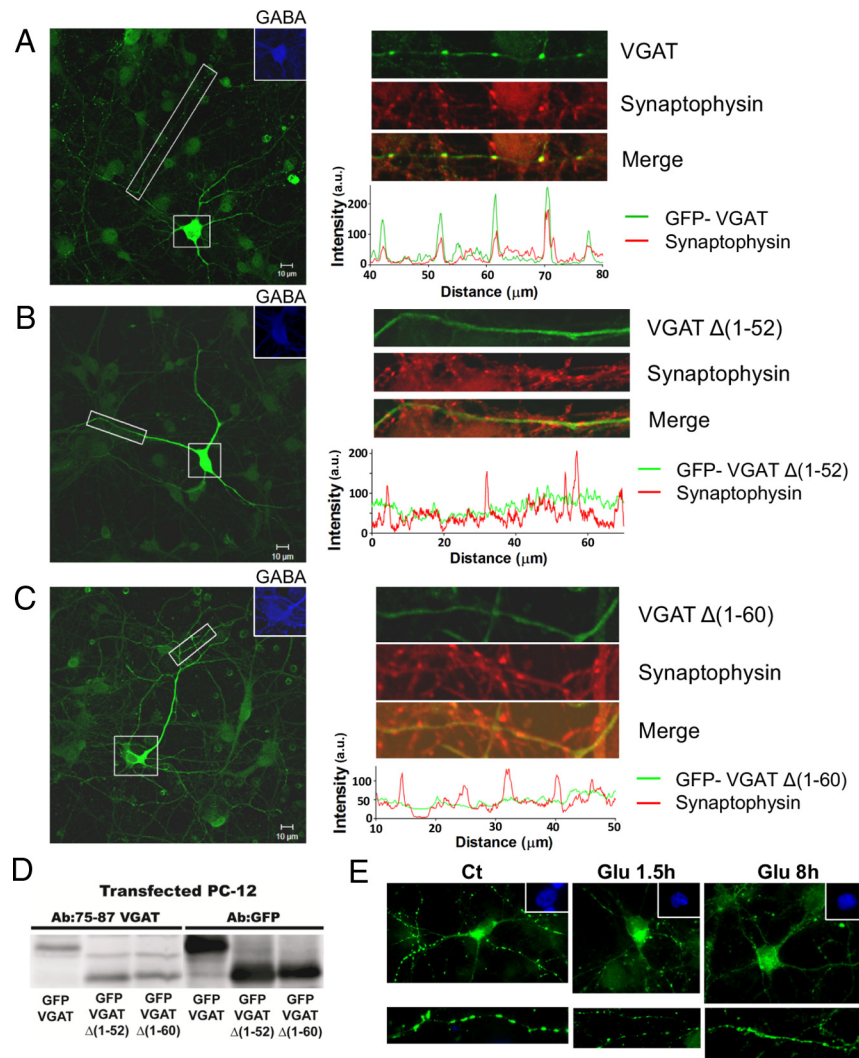 A
GABA
10 µm
VGAT
Synaptophysin
Merge
Intensity (a.u.)
200
100
0
40 50 60 70 80
Distance (µm)
GFP- VGAT
Synaptophysin
B
GABA
10 µm
VGAT Δ(1-52)
Synaptophysin
Merge
Intensity (a.u.)
200
100
0
0 20 40 60
Distance (µm)
GFP- VGAT Δ(1-52)
Synaptophysin
C
GABA
10 µm
VGAT Δ(1-60)
Synaptophysin
Merge
Intensity (a.u.)
100
50
0
10 20 30 40 50
Distance (µm)
GFP- VGAT Δ(1-60)
Synaptophysin
D
Transfected PC-12
Ab:75-87 VGAT Ab:GFP
GFP GFP GFP GFP GFP GFP
VGAT VGAT VGAT VGAT VGAT VGAT
Δ(1-52) Δ(1-60) Δ(1-52) Δ(1-60)
E
Ct Glu 1.5h Glu 8h